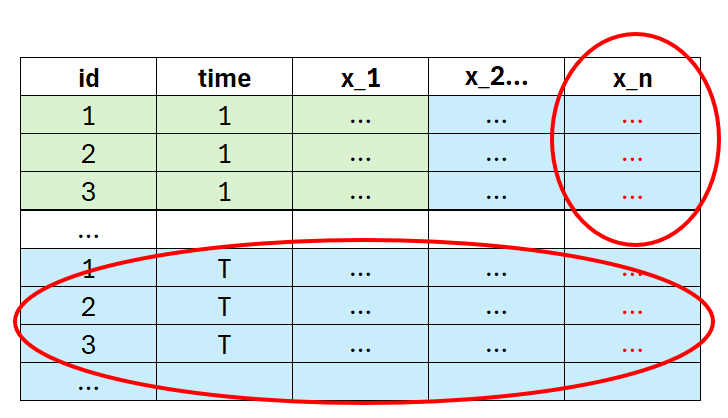 id time x_1 x_2... x_n
1 1 ... ... ...
2 1 ... ... ...
3 1 ... ... ...
...
1 T ... ... ...
2 T ... ... ...
3 T ... ... ...
...